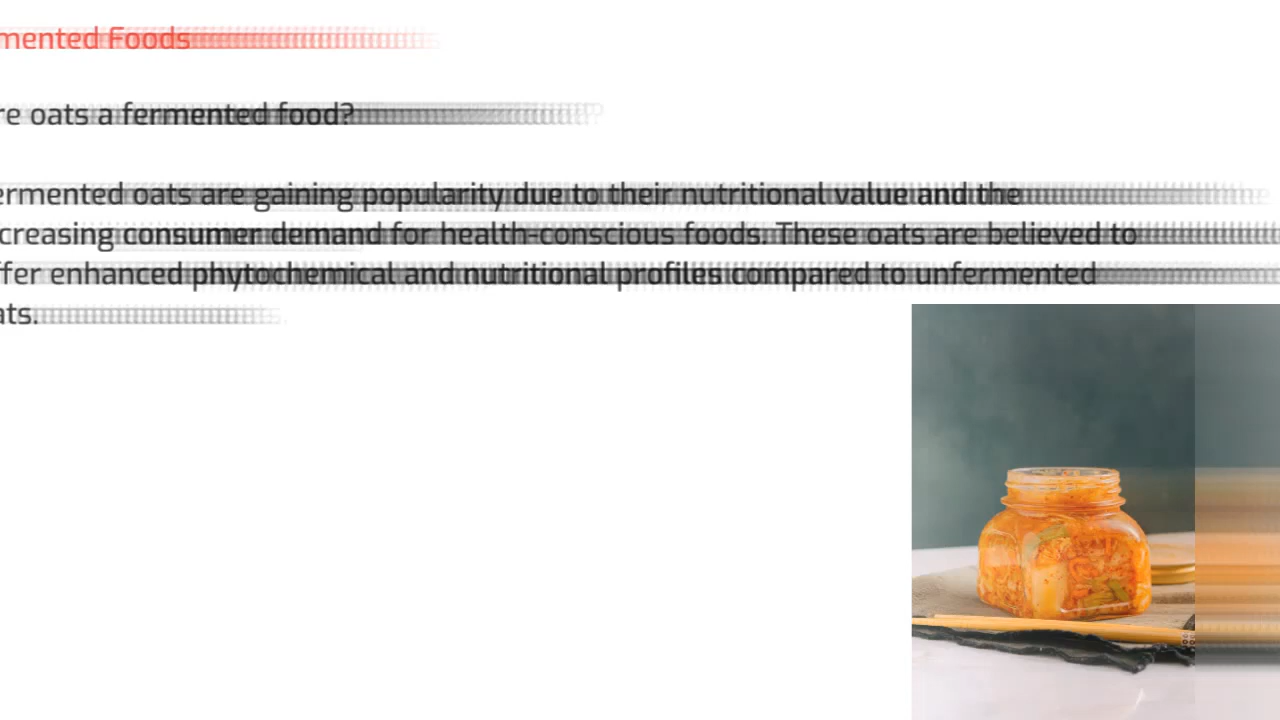 mented Foods
re oats a fermented food?
ermented oats are gaining popularity due to their nutritional value and the
creasing consumer demand for health-conscious foods. These oats are believed to
ffer enhanced phytochemical and nutritional profiles compared to unfermented
ats.